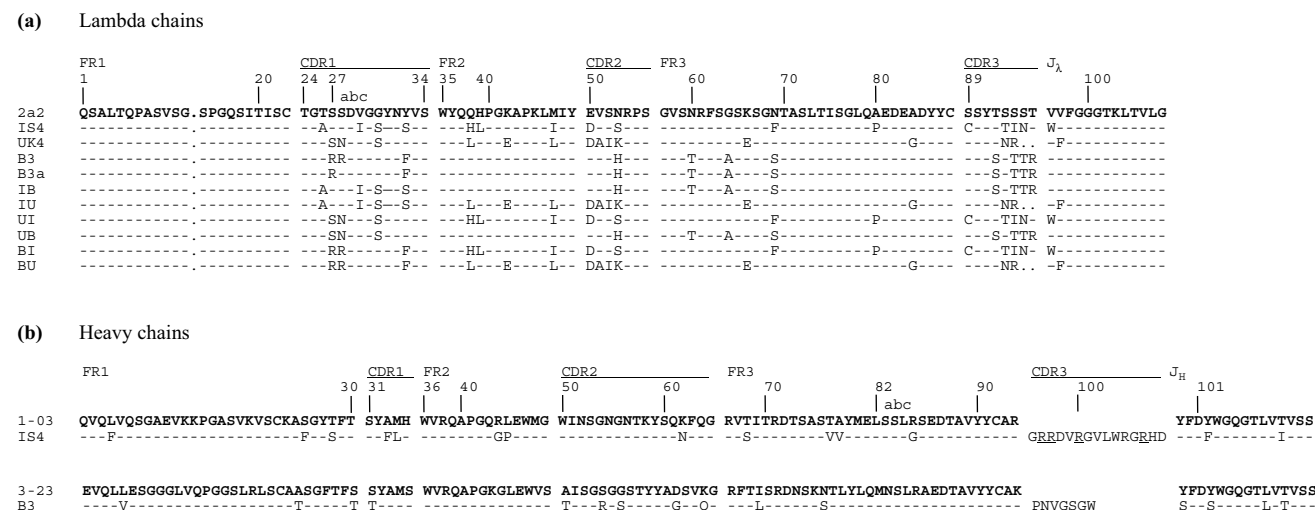 (a) Lambda chains
FR1 CDR1 FR2 CDR2 FR3 CDR3 Jλ
1 20 24 27 34 35 40 50 60 70 80 89 100
abc
2a2 QSALTQPASVSG.SPGQSITISC TGTSSDVGGYNYVS WYQQHPGKAPKLMIY EVSNRPS GVSNRFSGSKSGNTASLTISGLQAEDEADYYC SSYTSSST VVFGGGTKLTVLG
IS4 ------------.---------- --A---I-S--S-- ---HL-------I-- D--S--- ------------F----------P-------- C---TIN- W------------
UK4 ------------.---------- ---SN---S----- ---L---E----L-- DAIK--- ---------E-----------------G---- ----NR.. -F-----------
B3 ------------.---------- ---RR------F-- --------------- ---H--- ---T---A----S------------------- ---S-TTR -------------
B3a ------------.---------- ---R-------F-- --------------- ---H--- ---T---A----S------------------- ---S-TTR -------------
IB ------------.---------- --A---I-S--S-- --------------- ---H--- ---T---A----S------------------- ---S-TTR -------------
IU ------------.---------- --A---I-S--S-- ---L---E----L-- DAIK--- ---------E-----------------G---- ----NR.. -F-----------
UI ------------.---------- ---SN---S----- ---HL-------I-- D--S--- ------------F----------P-------- C---TIN- W------------
UB ------------.---------- ---SN---S----- --------------- ---H--- ---T---A----S------------------- ---S-TTR -------------
BI ------------.---------- ---RR------F-- ---HL-------I-- D--S--- ------------F----------P-------- C---TIN- W------------
BU ------------.---------- ---RR------F-- ---L---E----L-- DAIK--- ---------E-----------------G---- ----NR.. -F-----------
(b) Heavy chains
FR1 CDR1 FR2 CDR2 FR3 CDR3 JH
30 31 36 40 50 60 70 82 90 100 101
abc
1-03 QVQLVQSGAEVKKPGASVKVSCKASGYTFT SYAMH WVRQAPGQRLEWMG WINSGNGNTKYSQKFQG RVTITRDTSASTAYMELSSLRSEDTAVYYCAR YFDYWGQGTLVTVSS
IS4 ---F--------------------F--S-- --FL- --------GP---- -------------N--- --S--------VV-------F----------- GRRDVRGVLWRGRHD ---F-------I---
3-23 EVQLLESGGGLVQPGGSLRLSCAASGFTFS SYAMS WVRQAPGKGLEWVS AISGSGGSTYYADSVKG RFTISRDNSKNTLYLQMNSLRAEDTAVYYCAK YFDYWGQGTLVTVSS
B3 ----V------------------T-----T T---- -------------- T---R-S-----G--Q- ---L------S--------------------- PNVGSGW S--S-----L-T---